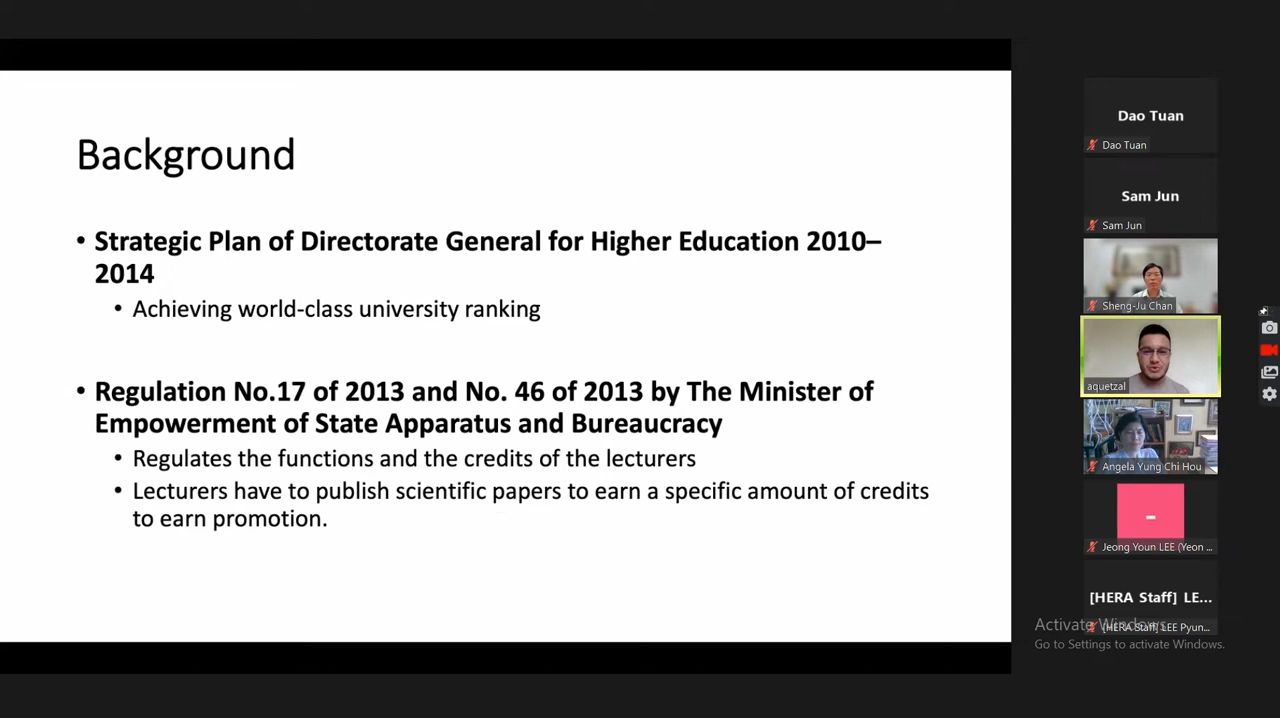 Background
• Strategic Plan of Directorate General for Higher Education 2010–
2014
• Achieving world-class university ranking
• Regulation No.17 of 2013 and No. 46 of 2013 by The Minister of
Empowerment of State Apparatus and Bureaucracy
• Regulates the functions and the credits of the lecturers
• Lecturers have to publish scientific papers to earn a specific amount of credits
to earn promotion.
Dao Tuan
Dao Tuan
Sam Jun
Sam Jun
Sheng-Ju Chan
aquetzal
Angela Yung Chi Hou
-
Jeong Youn LEE (Yeon ...
[HERA Staff] LE...
[HERA Staff] LEE Pyun...
Activate Windows
Go to Settings to activate Windows.